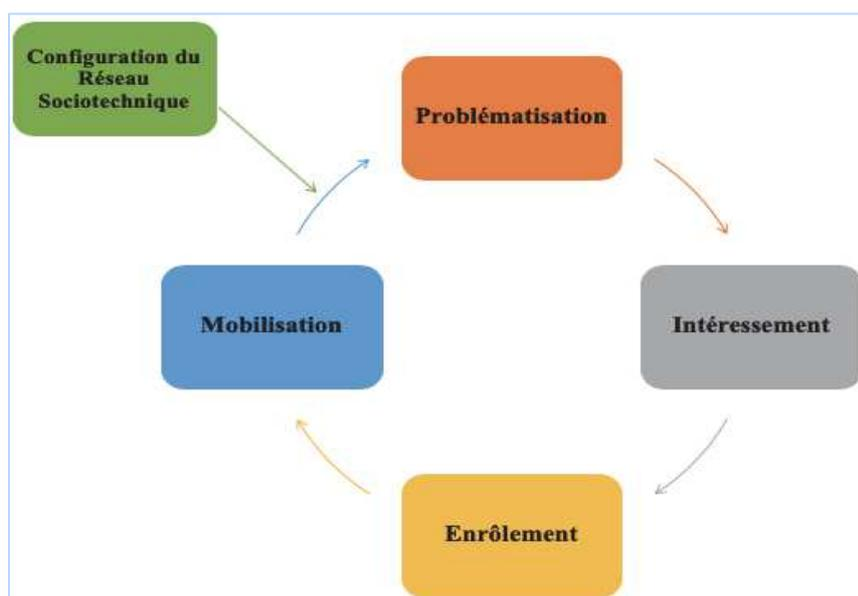 Configuration du
Réseau
Sociotechnique
Problématisation
Mobilisation
Intéressement
Enrôlement